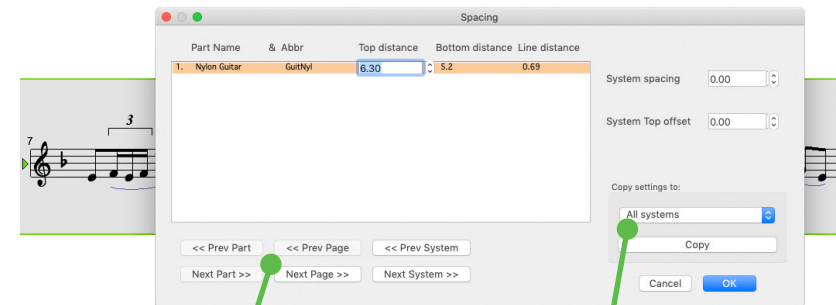 Spacing
Part Name & Abbr Top distance Bottom distance Line distance
1. Nylon Guitar GuitNyl 6.30 5.2 0.69
System spacing 0.00
System Top offset 0.00
3
7
Copy settings to:
All systems
Copy
<< Prev Part << Prev Page << Prev System
Next Part >> Next Page >> Next System >>
Cancel OK